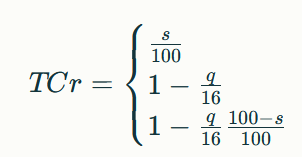 TCr = { s/100
1 − q/16
1 − q/16 100−s/100